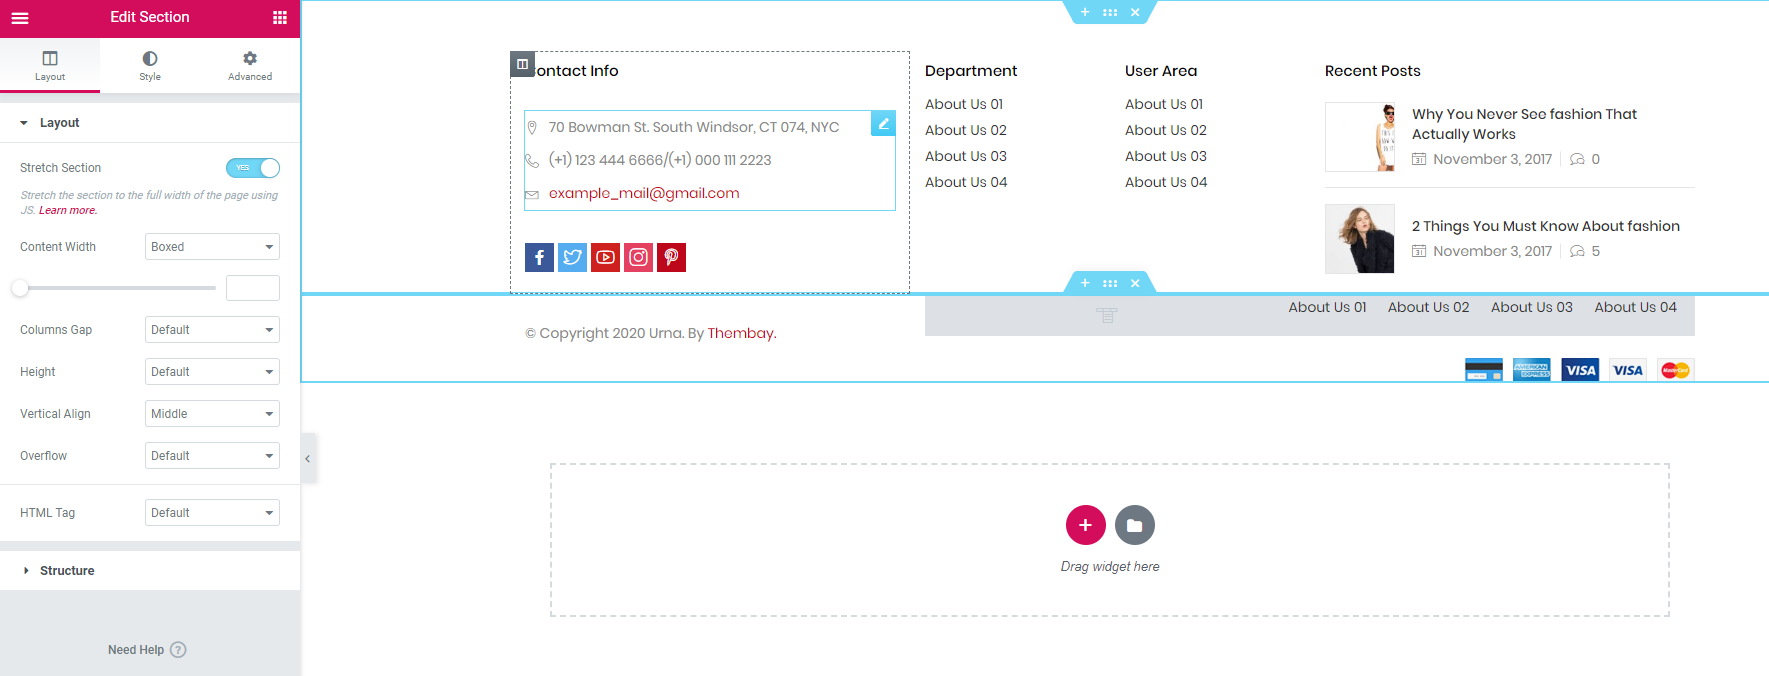 Edit Section
Layout
Style
Advanced
Layout
Stretch Section
YES
Stretch the section to the full width of the page using
JS. Learn more.
Content Width
Boxed
Columns Gap
Default
Height
Default
Vertical Align
Middle
Overflow
Default
HTML Tag
Default
Structure
Need Help ?
ontact Info
70 Bowman St. South Windsor, CT 074, NYC
(+1) 123 444 6666/(+1) 000 111 2223
example_mail@gmail.com
Department
About Us 01
About Us 02
About Us 03
About Us 04
User Area
About Us 01
About Us 02
About Us 03
About Us 04
Recent Posts
Why You Never See fashion That
Actually Works
November 3, 2017 0
2 Things You Must Know About fashion
November 3, 2017 5
© Copyright 2020 Urna. By Thembay.
About Us 01 About Us 02 About Us 03 About Us 04
AMERICAN EXPRESS VISA VISA MasterCard
Drag widget here